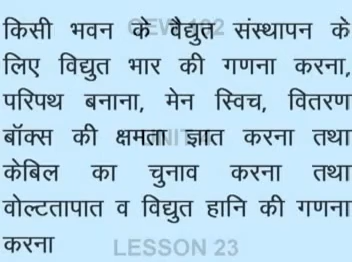 किसी भवन के वैद्युत संस्थापन के
लिए विद्युत भार की गणना करना,
परिपथ बनाना, मेन स्विच, वितरण
बॉक्स की क्षमता ज्ञात करना तथा
केबिल का चुनाव करना तथा
वोल्टतापात व विद्युत हानि की गणना
करना
LESSON 23